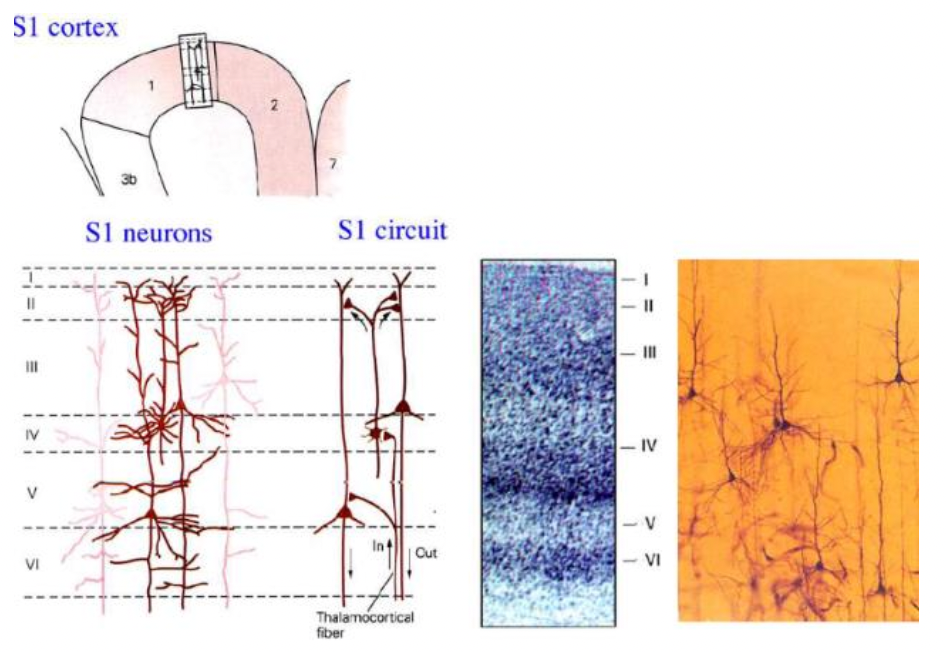 S1 cortex
1
2
3b
7
S1 neurons
S1 circuit
I
II
III
IV
V
VI
In
Out
Thalamocortical
fiber
I
II
III
IV
V
VI